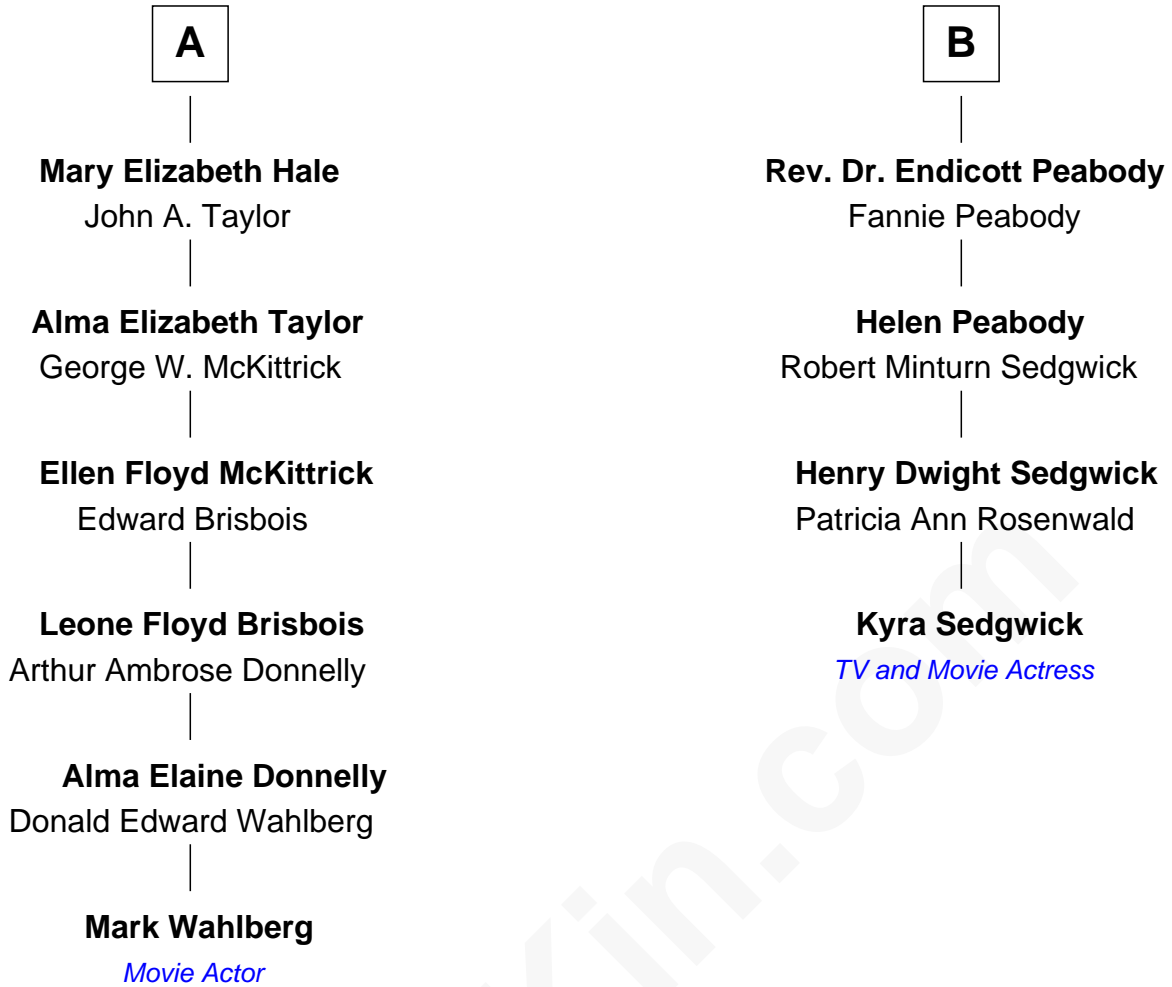 A
Mary Elizabeth Hale
John A. Taylor
Alma Elizabeth Taylor
George W. McKittrick
Ellen Floyd McKittrick
Edward Brisbois
Leone Floyd Brisbois
Arthur Ambrose Donnelly
Alma Elaine Donnelly
Donald Edward Wahlberg
Mark Wahlberg
Movie Actor
B
Rev. Dr. Endicott Peabody
Fannie Peabody
Helen Peabody
Robert Minturn Sedgwick
Henry Dwight Sedgwick
Patricia Ann Rosenwald
Kyra Sedgwick
TV and Movie Actress
Kin.com